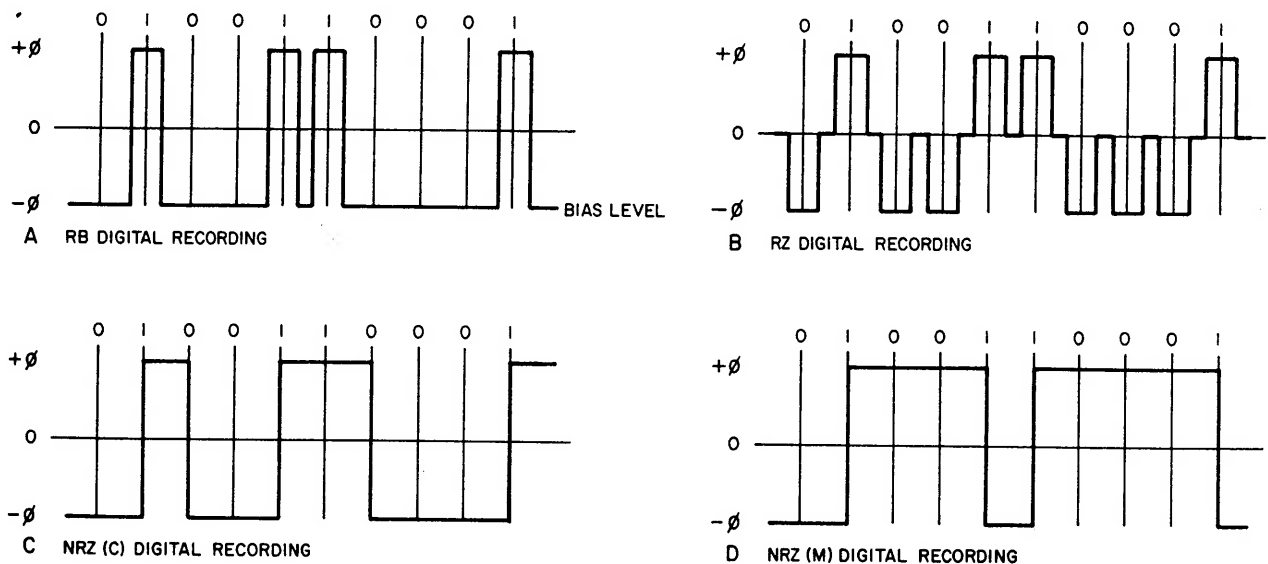 0 1 0 0 1 1 0 0 0 1
+Ø
0
-Ø
BIAS LEVEL
A RB DIGITAL RECORDING
0 1 0 0 1 1 0 0 0 1
+Ø
0
-Ø
B RZ DIGITAL RECORDING
0 1 0 0 1 1 0 0 0 1
+Ø
0
-Ø
C NRZ (C) DIGITAL RECORDING
0 1 0 0 1 1 0 0 0 1
+Ø
0
-Ø
D NRZ (M) DIGITAL RECORDING